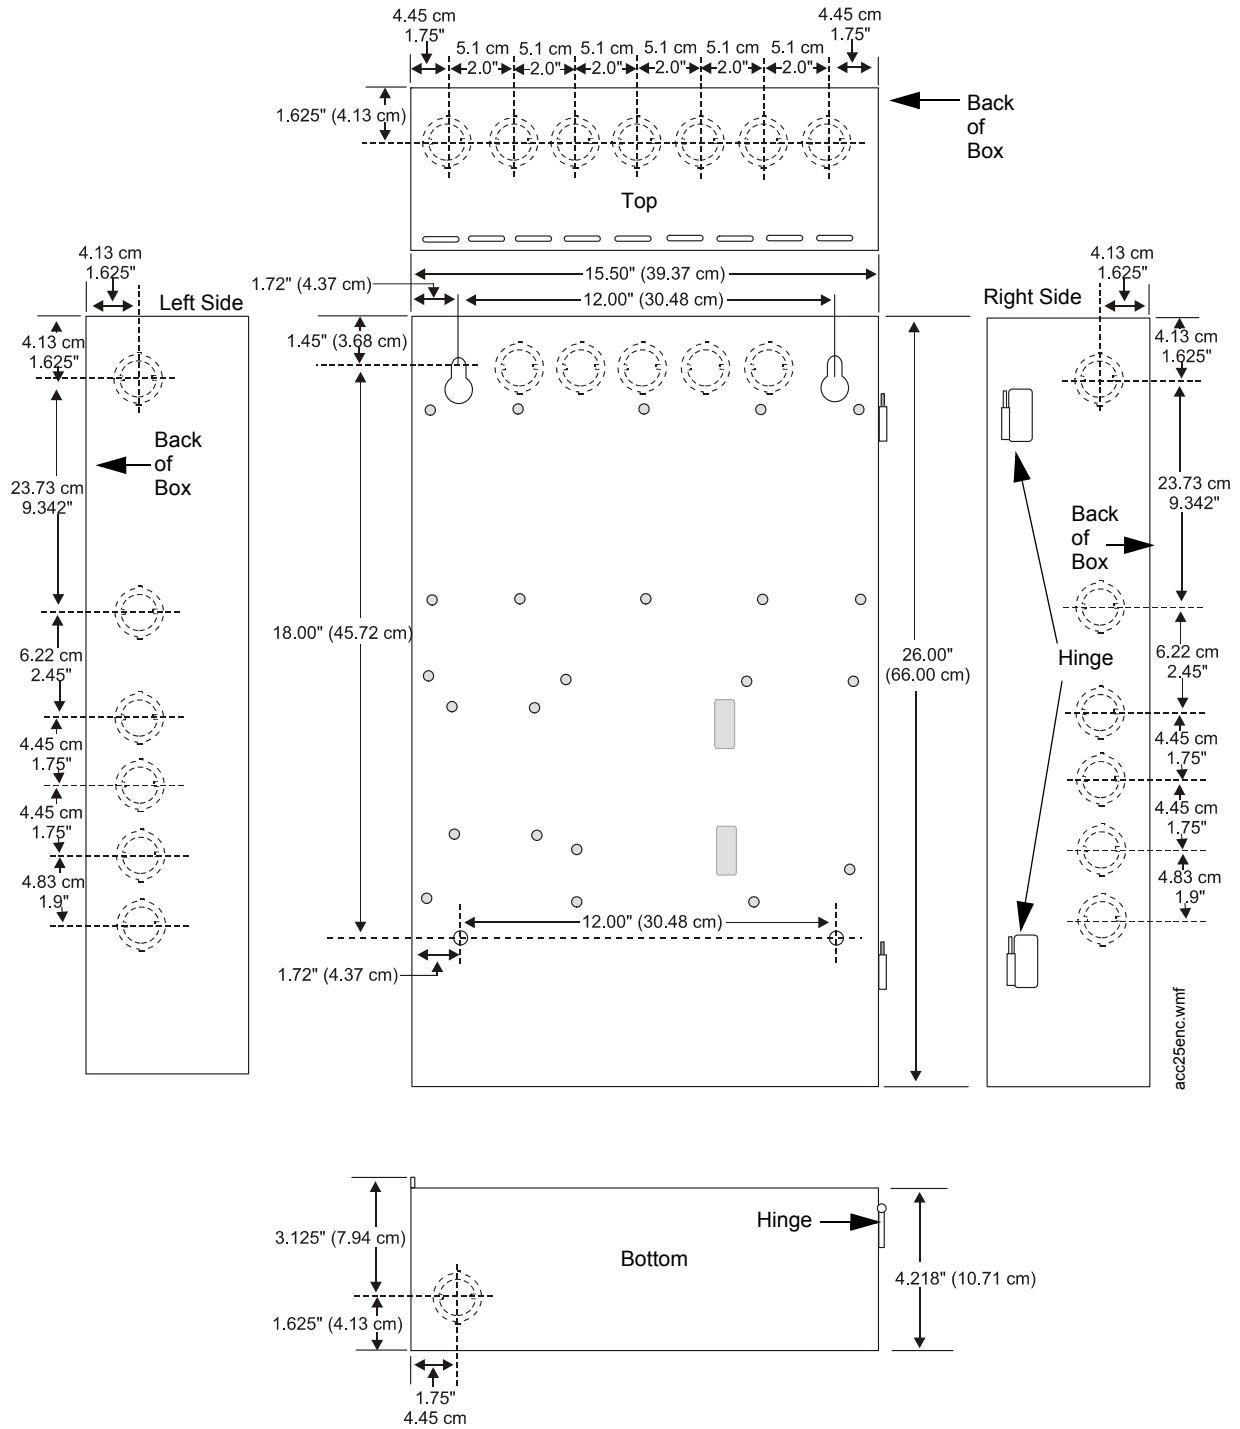 4.45 cm
1.75"
5.1 cm
2.0"
5.1 cm
2.0"
5.1 cm
2.0"
5.1 cm
2.0"
5.1 cm
2.0"
5.1 cm
2.0"
4.45 cm
1.75"
1.625" (4.13 cm)
Back
of
Box
Top
15.50" (39.37 cm)
1.72" (4.37 cm)
12.00" (30.48 cm)
4.13 cm
1.625"
Left Side
4.13 cm
1.625"
Back
of
Box
23.73 cm
9.342"
6.22 cm
2.45"
4.45 cm
1.75"
4.45 cm
1.75"
4.83 cm
1.9"
1.45" (3.68 cm)
18.00" (45.72 cm)
26.00"
(66.00 cm)
12.00" (30.48 cm)
1.72" (4.37 cm)
4.13 cm
1.625"
Right Side
4.13 cm
1.625"
23.73 cm
9.342"
Back
of
Box
Hinge
6.22 cm
2.45"
4.45 cm
1.75"
4.45 cm
1.75"
4.83 cm
1.9"
acc25enc.wmf
3.125" (7.94 cm)
1.625" (4.13 cm)
Bottom
Hinge
4.218" (10.71 cm)
1.75"
4.45 cm